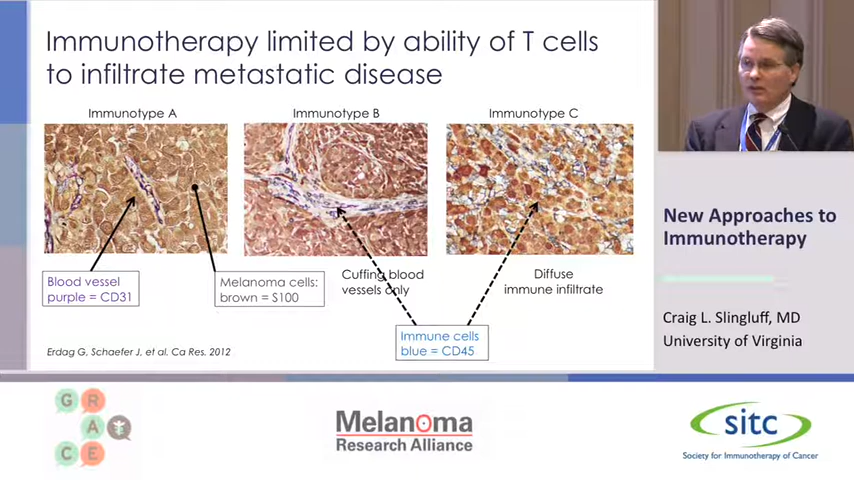 Immunotherapy limited by ability of T cells
to infiltrate metastatic disease
Immunotype A
Immunotype B
Immunotype C
Blood vessel
purple = CD31
Melanoma cells:
brown = S100
Cuffing blood
vessels only
Diffuse
immune infiltrate
Immune cells
blue = CD45
Erdag G, Schaefer J, et al. Ca Res. 2012
New Approaches to
Immunotherapy
Craig L. Slingluff, MD
University of Virginia
G R
A
C E
Melanoma
Research Alliance
sitc
Society for Immunotherapy of Cancer